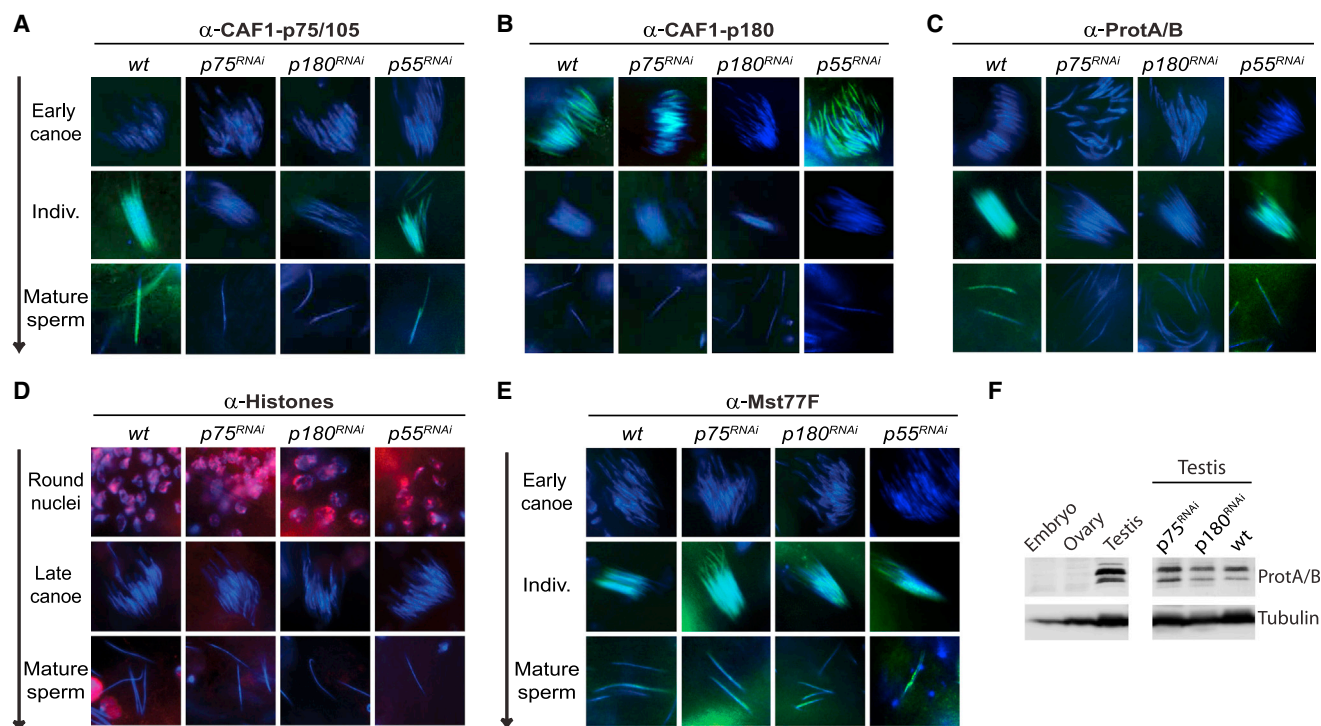 A
α-CAF1-p75/105
wt p75RNAi p180RNAi p55RNAi
Early canoe
Indiv.
Mature sperm
B
α-CAF1-p180
wt p75RNAi p180RNAi p55RNAi
C
α-ProtA/B
wt p75RNAi p180RNAi p55RNAi
D
α-Histones
wt p75RNAi p180RNAi p55RNAi
Round nuclei
Late canoe
Mature sperm
E
α-Mst77F
wt p75RNAi p180RNAi p55RNAi
Early canoe
Indiv.
Mature sperm
F
Testis
Embryo Ovary Testis p75RNAi p180RNAi wt
ProtA/B
Tubulin